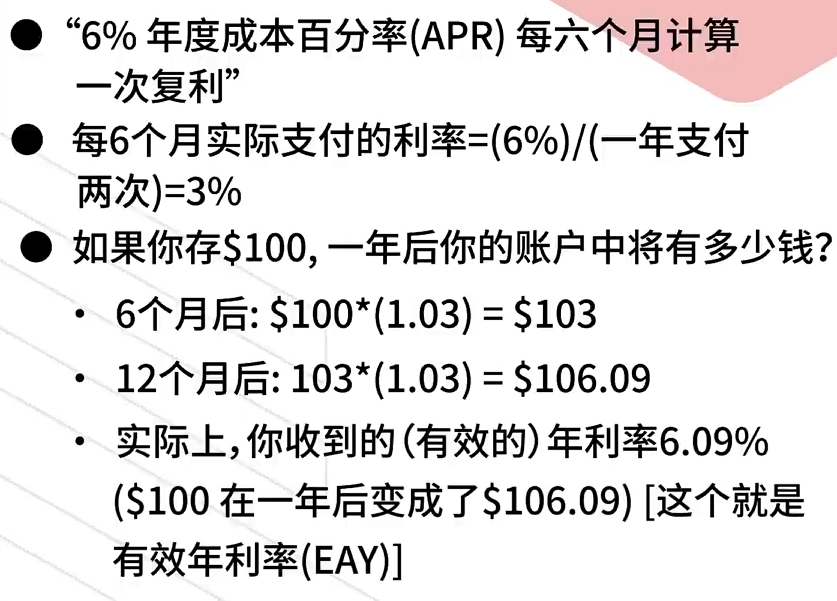 ● “6% 年度成本百分率(APR) 每六个月计算
一次复利”
● 每6个月实际支付的利率=(6%)/(一年支付
两次)=3%
● 如果你存$100, 一年后你的账户中将有多少钱?
• 6个月后: $100*(1.03) = $103
• 12个月后: 103*(1.03) = $106.09
• 实际上，你收到的（有效的）年利率6.09%
($100 在一年后变成了$106.09) [这个就是
有效年利率(EAY)]